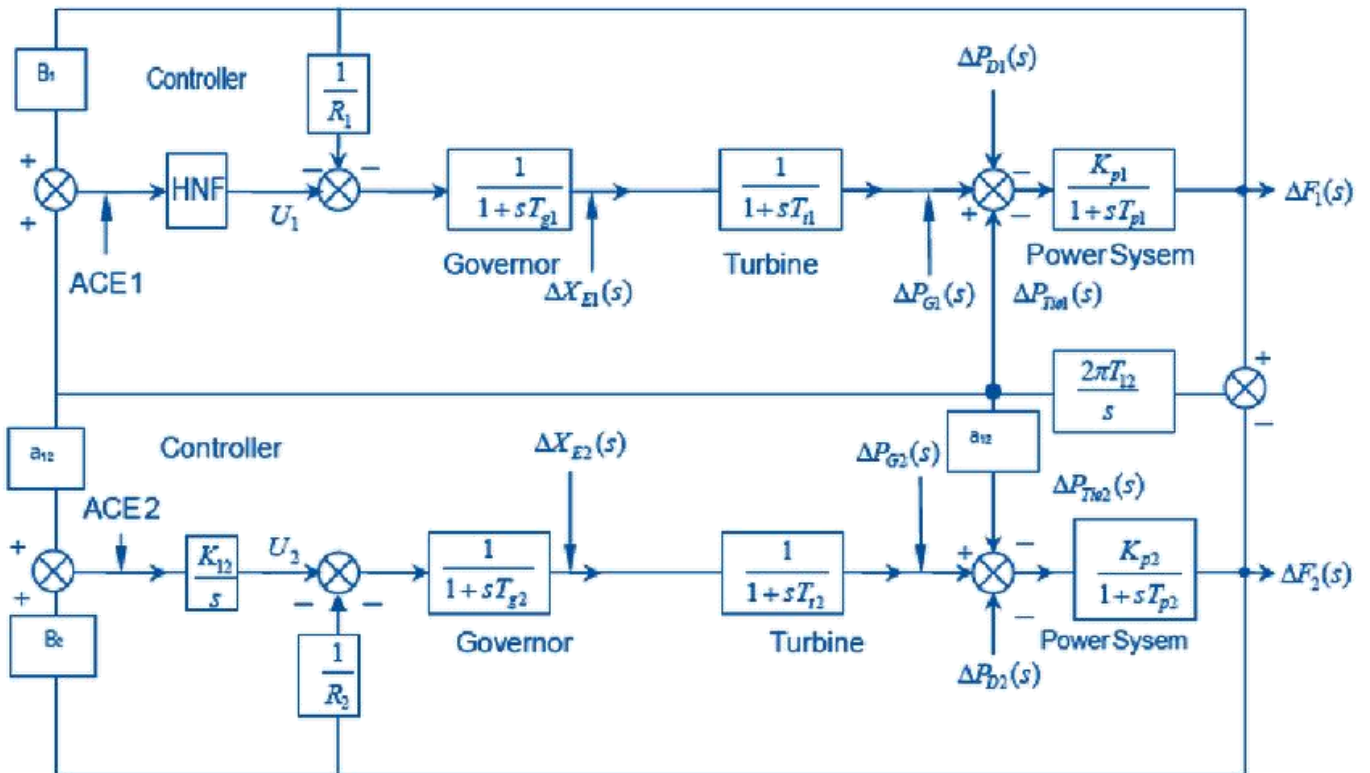 B₁
Controller
1
R₁
ΔP_D1(s)
+
+
HNF
U₁
−
−
1
1+sT_g1
1
1+sT_t1
+
−
−
K_p1
1+sT_p1
ΔF₁(s)
ACE1
Governor
ΔX_E1(s)
Turbine
ΔP_G1(s)
ΔP_Tie1(s)
Power Sysem
2πT₁₂
s
+
−
a₁₂
Controller
ΔX_E2(s)
ΔP_G2(s)
a₁₂
ΔP_Tie2(s)
ACE2
+
+
K₁₂
s
U₂
−
−
1
1+sT_g2
1
1+sT_t2
+
−
−
K_p2
1+sT_p2
ΔF₂(s)
B₂
1
R₂
Governor
Turbine
Power Sysem
ΔP_D2(s)